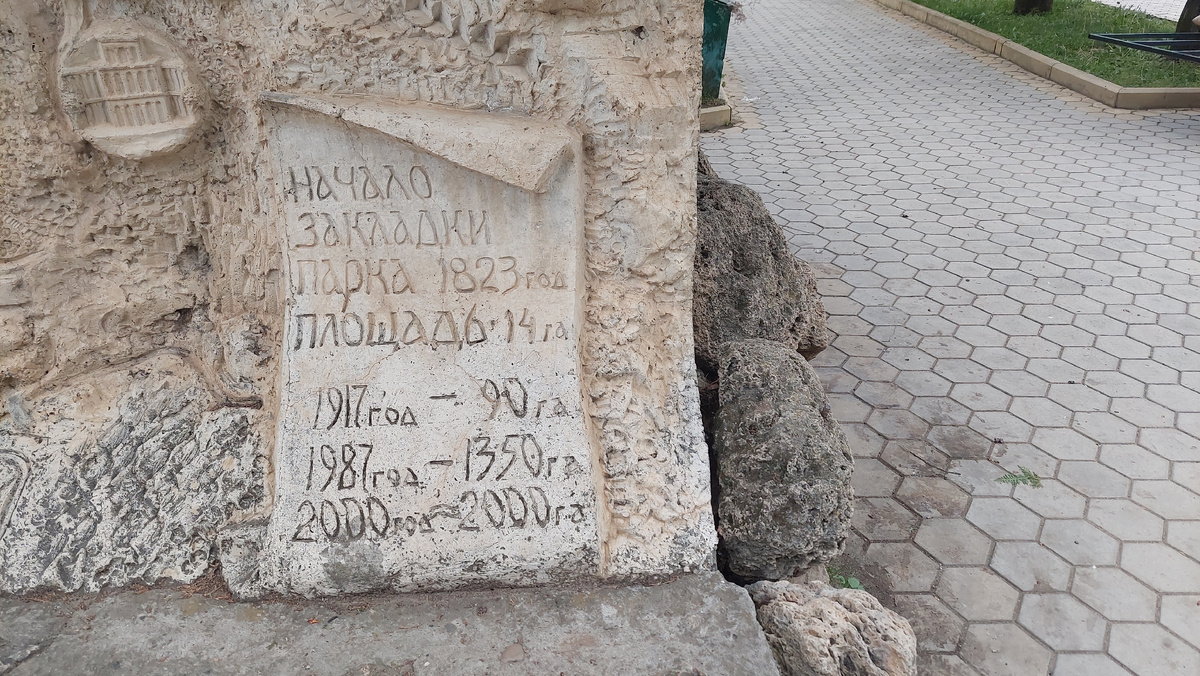 начало
закладки
парка 1823 год
площадь·14 га
1917 год – 90 га
1987 год – 1350 га
2000 год – 2000 га